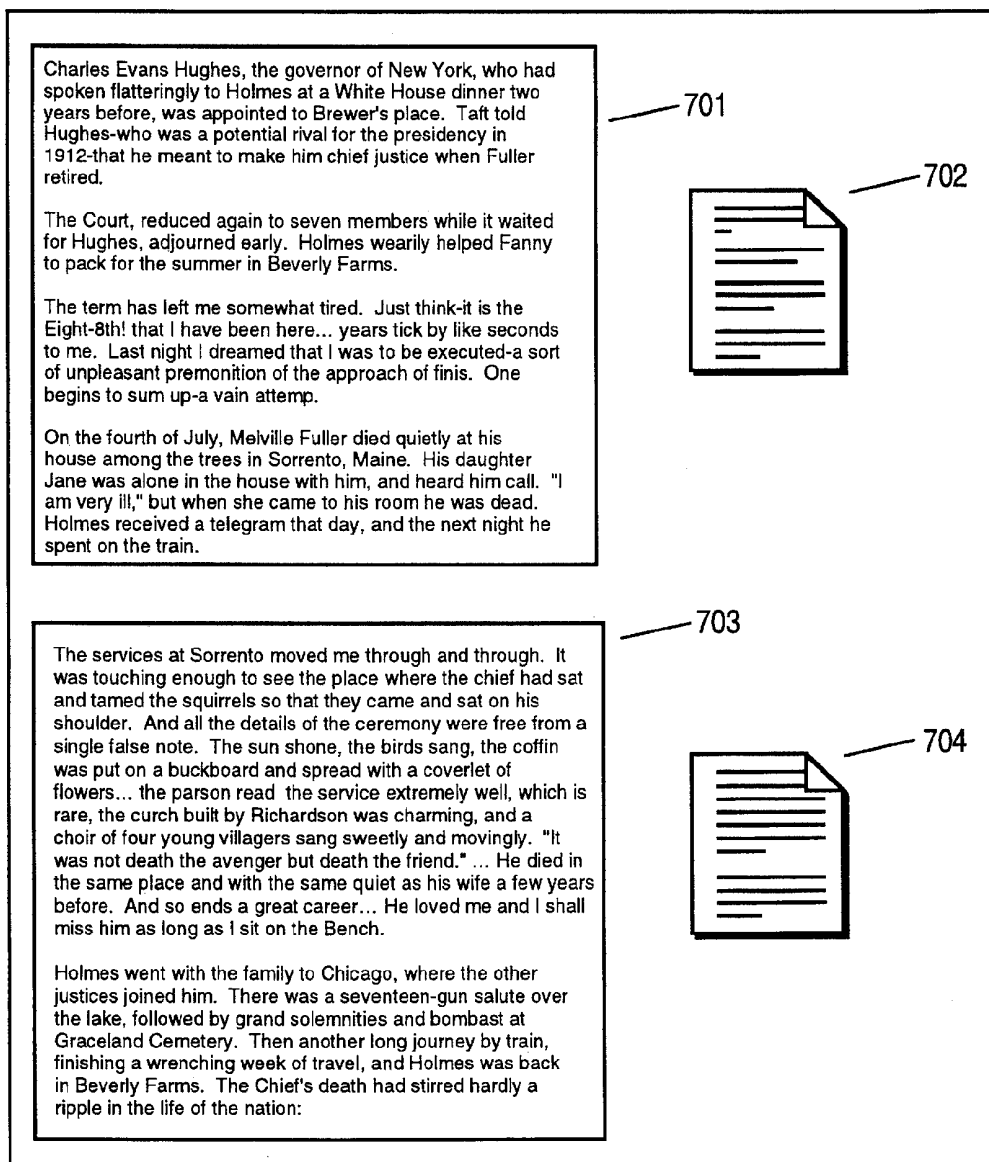 Charles Evans Hughes, the governor of New York, who had
spoken flatteringly to Holmes at a White House dinner two
years before, was appointed to Brewer's place. Taft told
Hughes-who was a potential rival for the presidency in
1912-that he meant to make him chief justice when Fuller
retired.
The Court, reduced again to seven members while it waited
for Hughes, adjourned early. Holmes wearily helped Fanny
to pack for the summer in Beverly Farms.
The term has left me somewhat tired. Just think-it is the
Eight-8th! that I have been here... years tick by like seconds
to me. Last night I dreamed that I was to be executed-a sort
of unpleasant premonition of the approach of finis. One
begins to sum up-a vain attemp.
On the fourth of July, Melville Fuller died quietly at his
house among the trees in Sorrento, Maine. His daughter
Jane was alone in the house with him, and heard him call. "I
am very ill," but when she came to his room he was dead.
Holmes received a telegram that day, and the next night he
spent on the train.
701
702
The services at Sorrento moved me through and through. It
was touching enough to see the place where the chief had sat
and tamed the squirrels so that they came and sat on his
shoulder. And all the details of the ceremony were free from a
single false note. The sun shone, the birds sang, the coffin
was put on a buckboard and spread with a coverlet of
flowers... the parson read the service extremely well, which is
rare, the curch built by Richardson was charming, and a
choir of four young villagers sang sweetly and movingly. "It
was not death the avenger but death the friend." ... He died in
the same place and with the same quiet as his wife a few years
before. And so ends a great career... He loved me and I shall
miss him as long as I sit on the Bench.
Holmes went with the family to Chicago, where the other
justices joined him. There was a seventeen-gun salute over
the lake, followed by grand solemnities and bombast at
Graceland Cemetery. Then another long journey by train,
finishing a wrenching week of travel, and Holmes was back
in Beverly Farms. The Chief's death had stirred hardly a
ripple in the life of the nation:
703
704